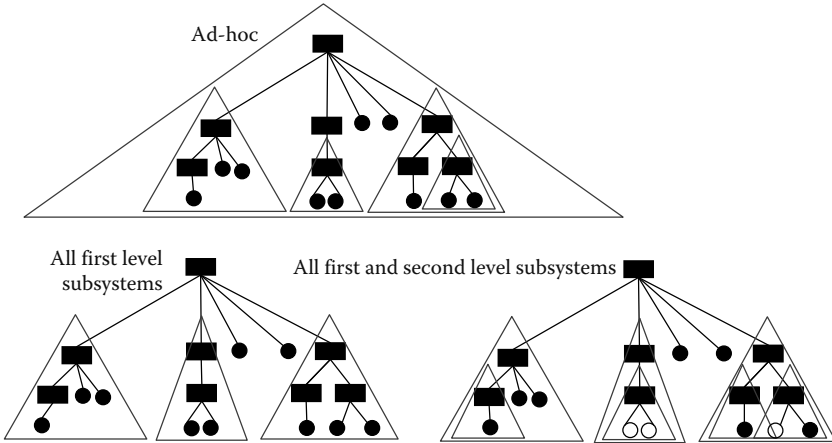 Ad-hoc
All first level
subsystems
All first and second level subsystems